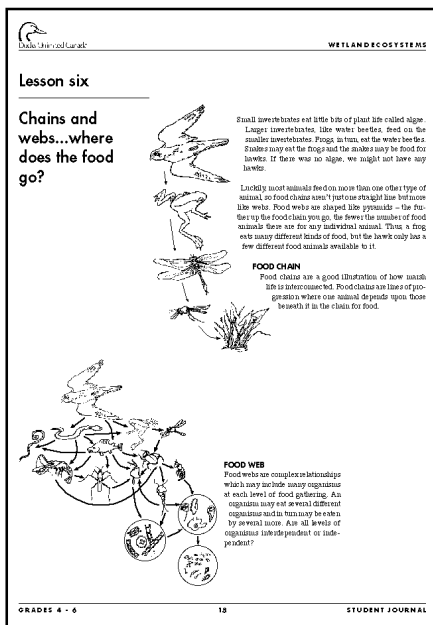 Ducks Unlimited Canada
WETLAND ECOSYSTEMS
Lesson six
Chains and
webs...where
does the food
go?
Small invertebrates eat little bits of plant life called algae.
Larger invertebrates, like water beetles, feed on the
smaller invertebrates. Frogs, in turn, eat the water beetles.
Snakes may eat the frogs and the snakes may be food for
hawks. If there was no algae, we might not have any
hawks.
Luckily, most animals feed on more than one other type of
animal, so food chains aren't just one straight line but more
like webs. Food webs are shaped like pyramids – the fur-
ther up the food chain you go, the fewer the number of food
animals there are for any individual animal. Thus, a frog
eats many different kinds of food, but the hawk only has a
few different food animals available to it.
FOOD CHAIN
Food chains are a good illustration of how marsh
life is interconnected. Food chains are lines of pro-
gression where one animal depends upon those
beneath it in the chain for food.
FOOD WEB
Food webs are complex relationships
which may include many organisms
at each level of food gathering. An
organism may eat several different
organisms and in turn may be eaten
by several more. Are all levels of
organisms interdependent or inde-
pendent?
GRADES 4 - 6
18
STUDENT JOURNAL